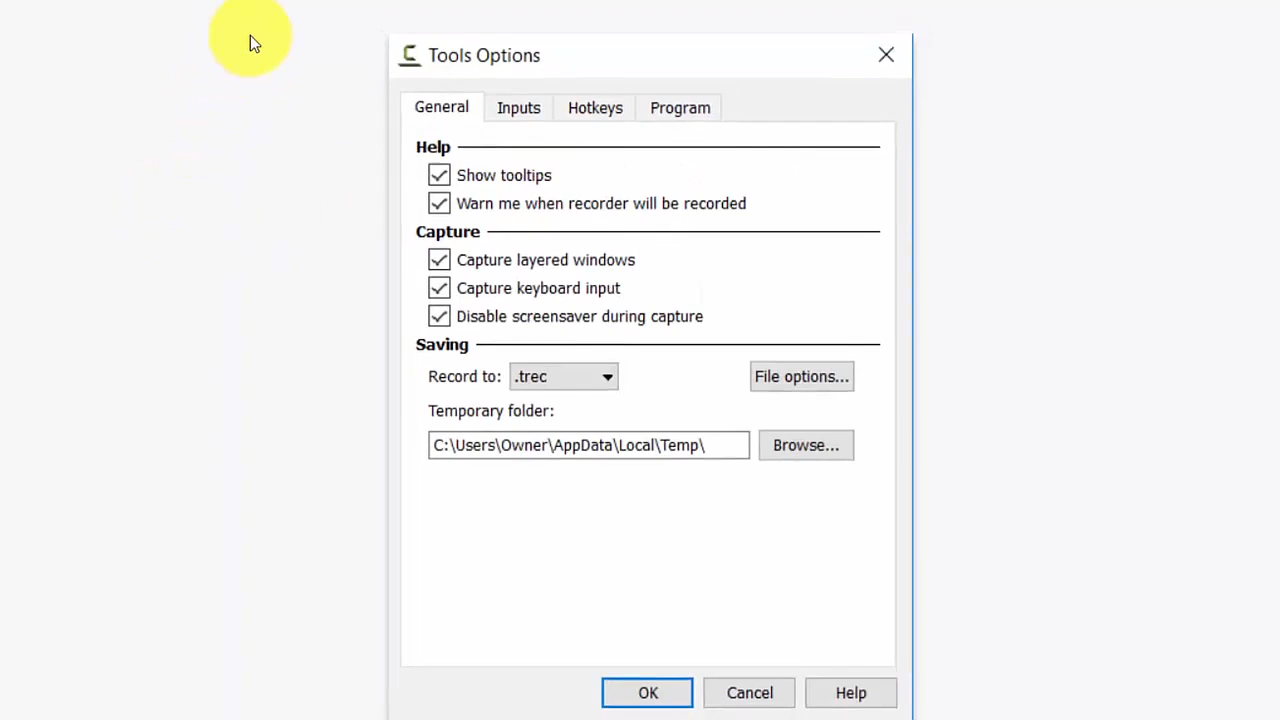 Tools Options
General Inputs Hotkeys Program
Help
Show tooltips
Warn me when recorder will be recorded
Capture
Capture layered windows
Capture keyboard input
Disable screensaver during capture
Saving
Record to: .trec File options...
Temporary folder:
C:\Users\Owner\AppData\Local\Temp\ Browse...
OK Cancel Help